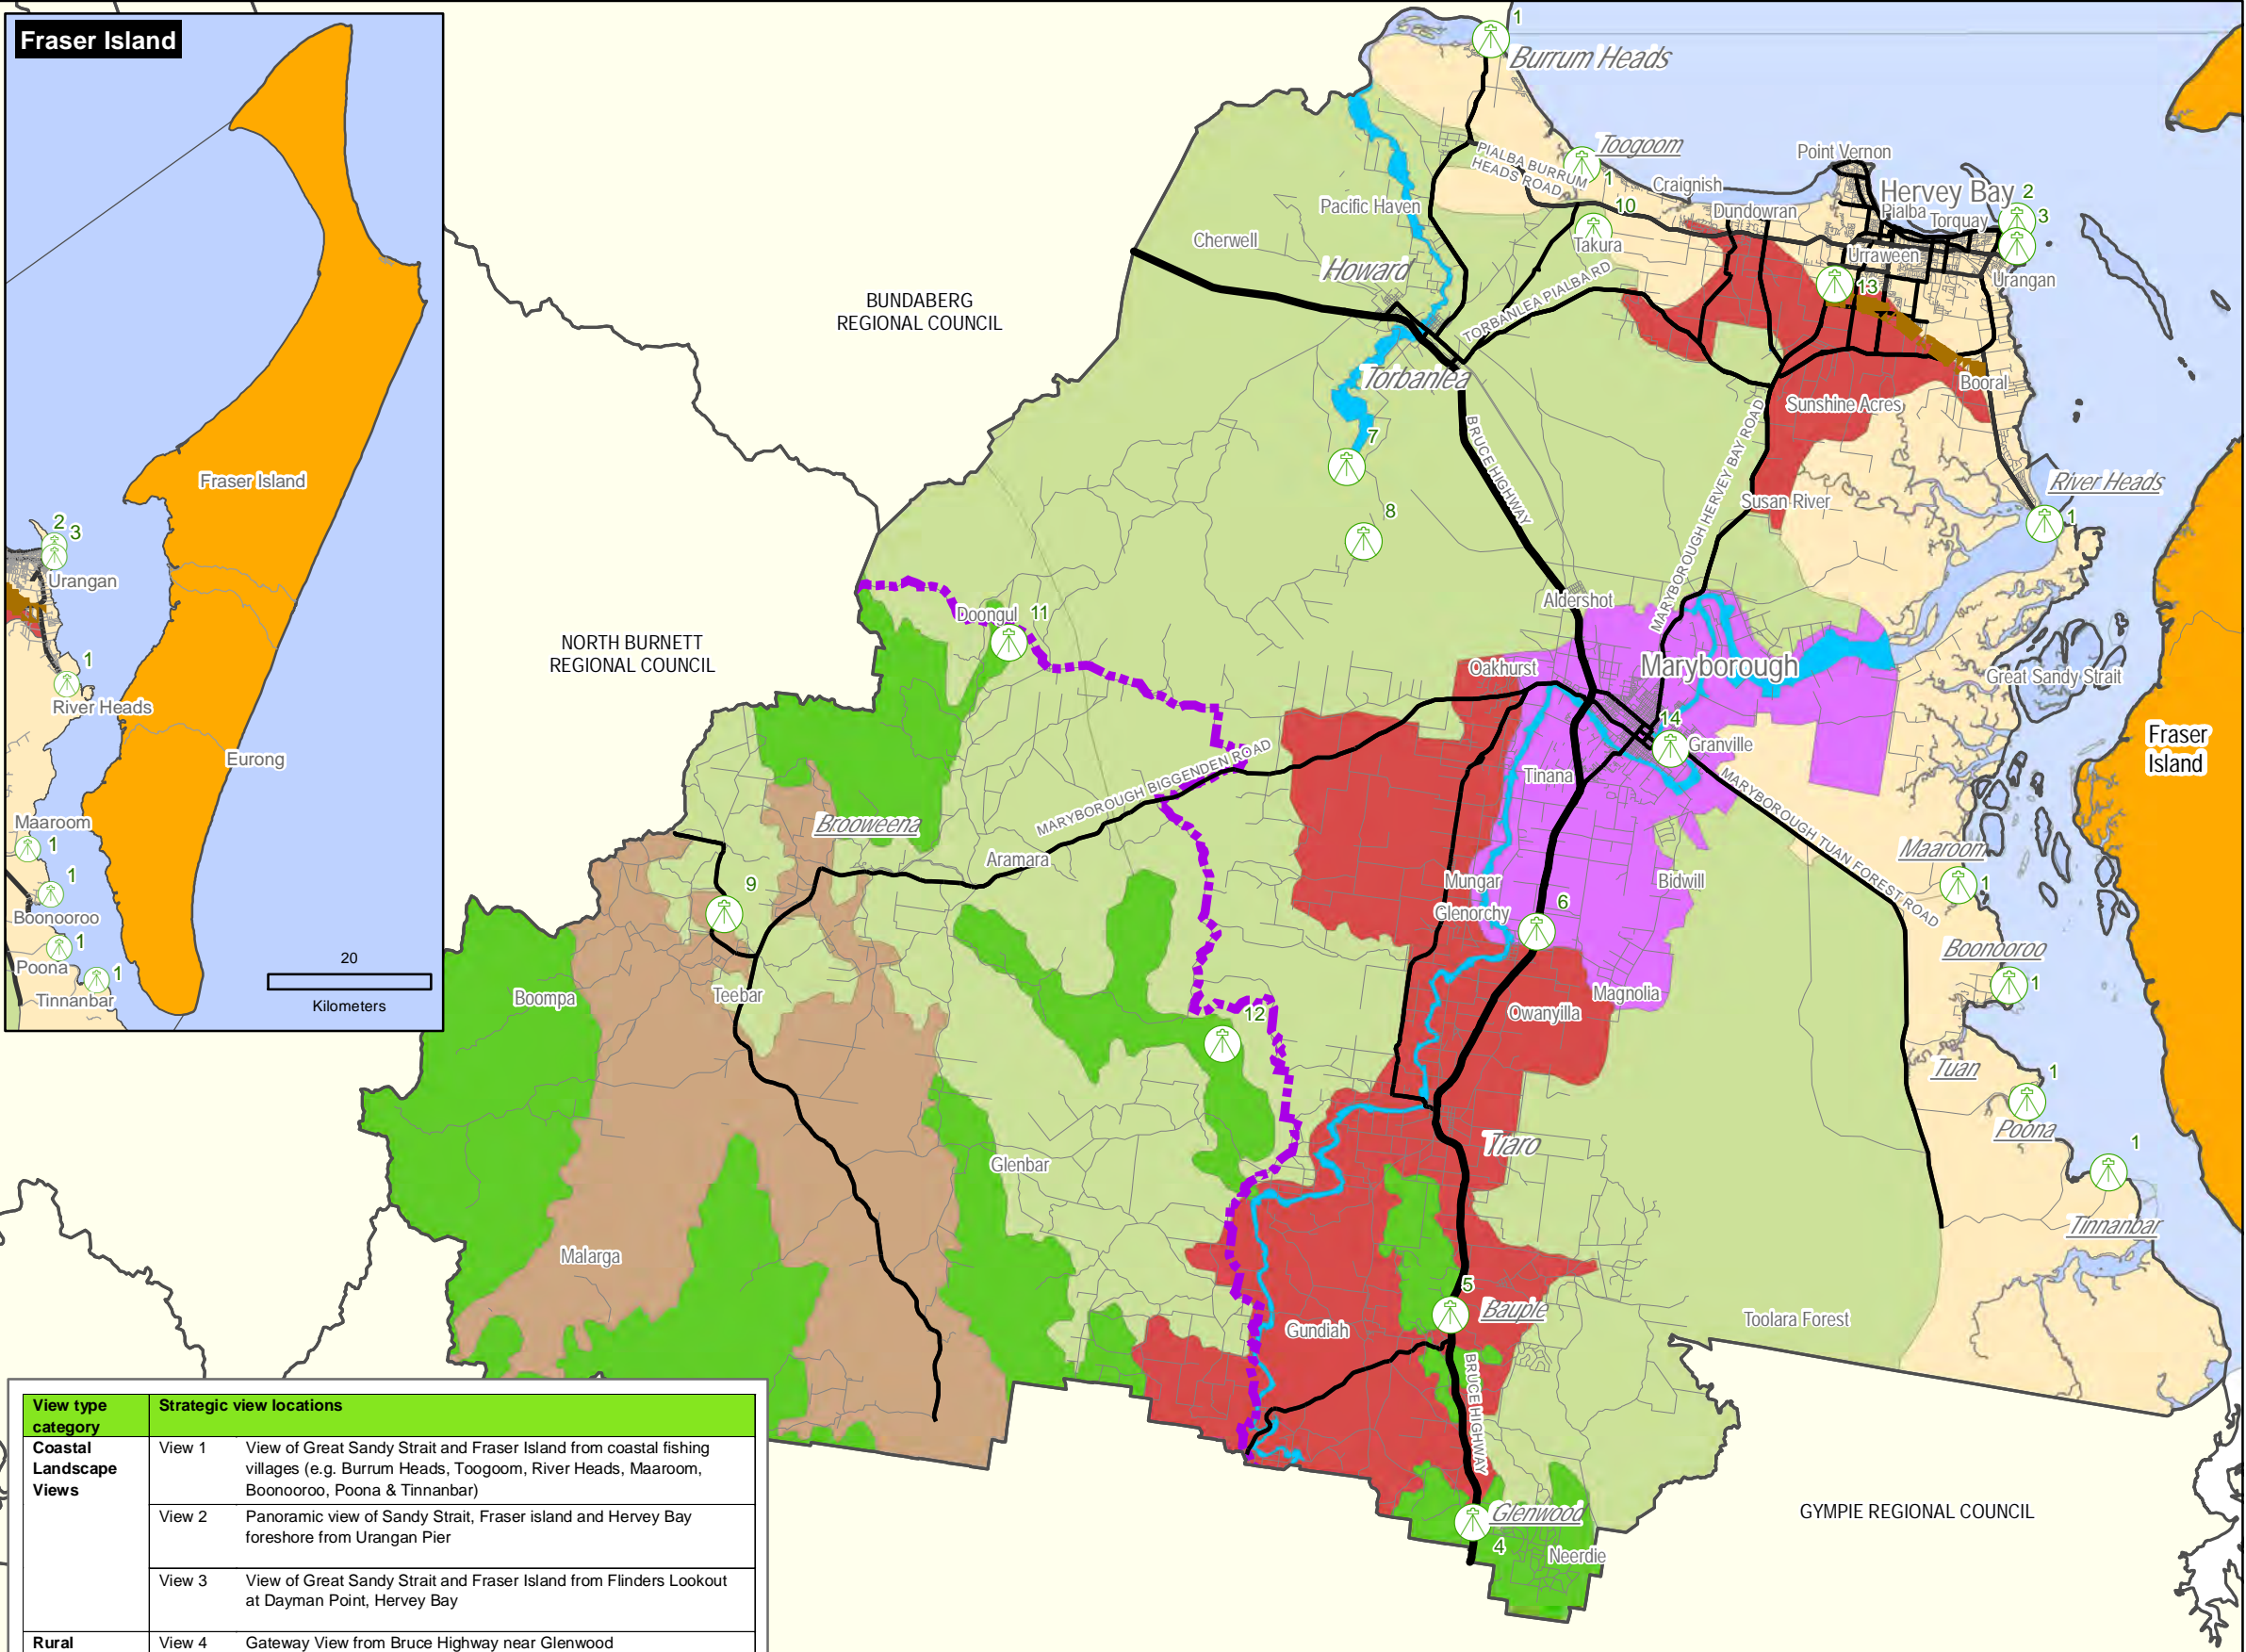 Fraser Island
Fraser Island
2
3
Urangan
1
River Heads
Eurong
Maaroom
1
1
Boonooroo
1
Poona
1
Tinnanbar
20
Kilometers
1
Burrum Heads
Toogoom
1
PIALBA BURRUM
HEADS ROAD
Craignish
Point Vernon
Hervey Bay
2
3
Pialba
Torquay
Dundowran
10
Takura
Pacific Haven
Cherwell
Howard
Urraween
Urangan
13
TORBANLEA PIALBA RD
BUNDABERG
REGIONAL COUNCIL
Torbanlea
Booral
Sunshine Acres
7
BRUCE HIGHWAY
MARYBOROUGH HERVEY BAY ROAD
River Heads
1
Susan River
8
Aldershot
Doongul
11
NORTH BURNETT
REGIONAL COUNCIL
Oakhurst
Maryborough
Great Sandy Strait
14
Granville
Fraser
Island
Tinana
MARYBOROUGH BIGGENDEN ROAD
MARYBOROUGH TUAN FOREST ROAD
Brooweena
Aramara
Maaroom
1
9
Mungar
Bidwill
Glenorchy
6
Boonooroo
1
Boompa
Teebar
Magnolia
Owanyilla
12
Tuan
1
Poona
Tiaro
1
Glenbar
Tinnanbar
Malarga
5
Bauple
Gundiah
Toolara Forest
BRUCE HIGHWAY
Glenwood
4
Neerdie
GYMPIE REGIONAL COUNCIL
View type
category
Strategic view locations
Coastal
Landscape
Views
View 1 View of Great Sandy Strait and Fraser Island from coastal fishing
villages (e.g. Burrum Heads, Toogoom, River Heads, Maaroom,
Boonooroo, Poona & Tinnanbar)
View 2 Panoramic view of Sandy Strait, Fraser island and Hervey Bay
foreshore from Urangan Pier
View 3 View of Great Sandy Strait and Fraser Island from Flinders Lookout
at Dayman Point, Hervey Bay
Rural View 4 Gateway View from Bruce Highway near Glenwood